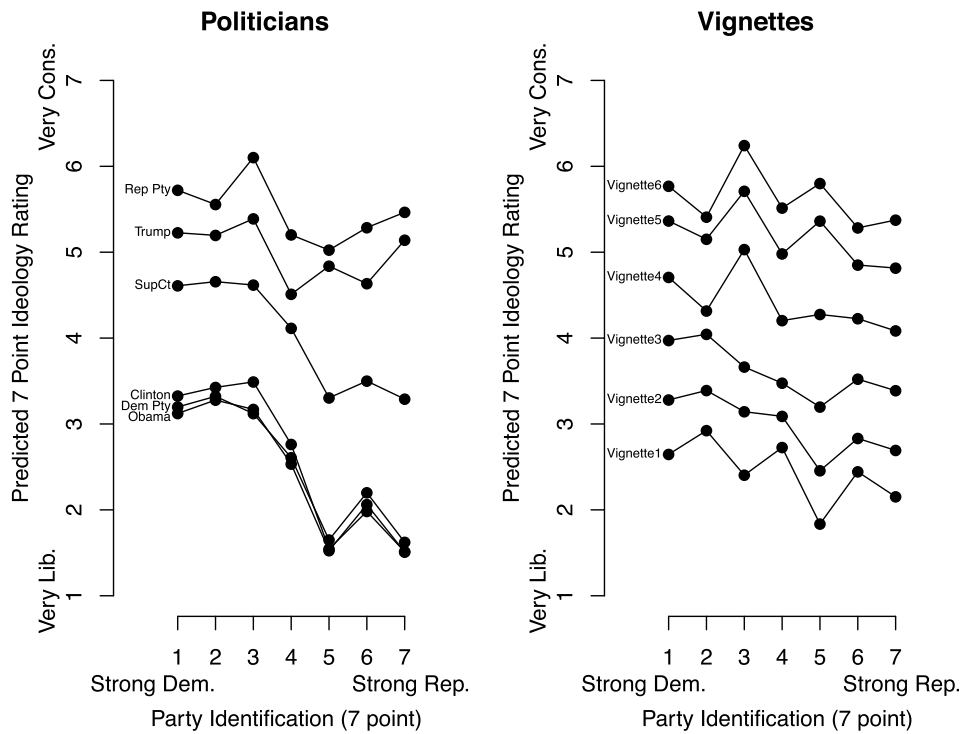 Politicians
Very Cons.
Predicted 7 Point Ideology Rating
Very Lib.
7
6
5
4
3
2
1
Rep Pty
Trump
SupCt
Clinton
Dem Pty
Obama
1 2 3 4 5 6 7
Strong Dem. Strong Rep.
Party Identification (7 point)
Vignettes
Very Cons.
Predicted 7 Point Ideology Rating
Very Lib.
7
6
5
4
3
2
1
Vignette6
Vignette5
Vignette4
Vignette3
Vignette2
Vignette1
1 2 3 4 5 6 7
Strong Dem. Strong Rep.
Party Identification (7 point)